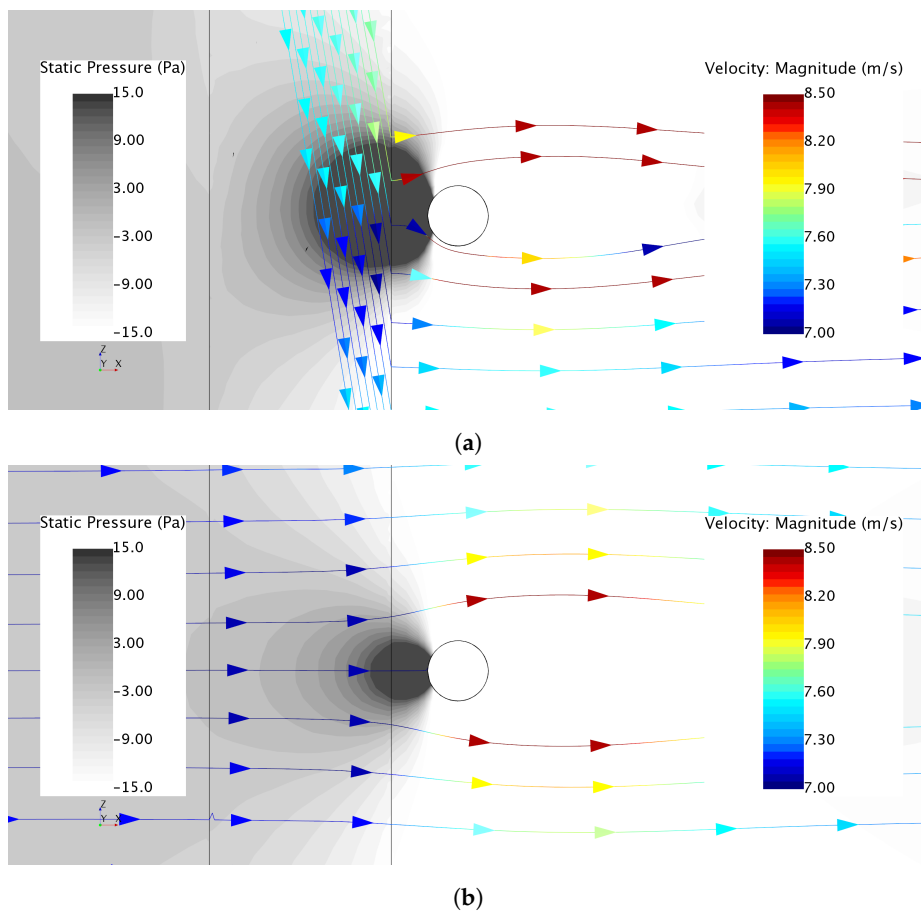 Static Pressure (Pa)
15.0
9.00
3.00
-3.00
-9.00
-15.0
Z
Y X
Velocity: Magnitude (m/s)
8.50
8.20
7.90
7.60
7.30
7.00
(a)
Static Pressure (Pa)
15.0
9.00
3.00
-3.00
-9.00
-15.0
Z
Y X
Velocity: Magnitude (m/s)
8.50
8.20
7.90
7.60
7.30
7.00
(b)